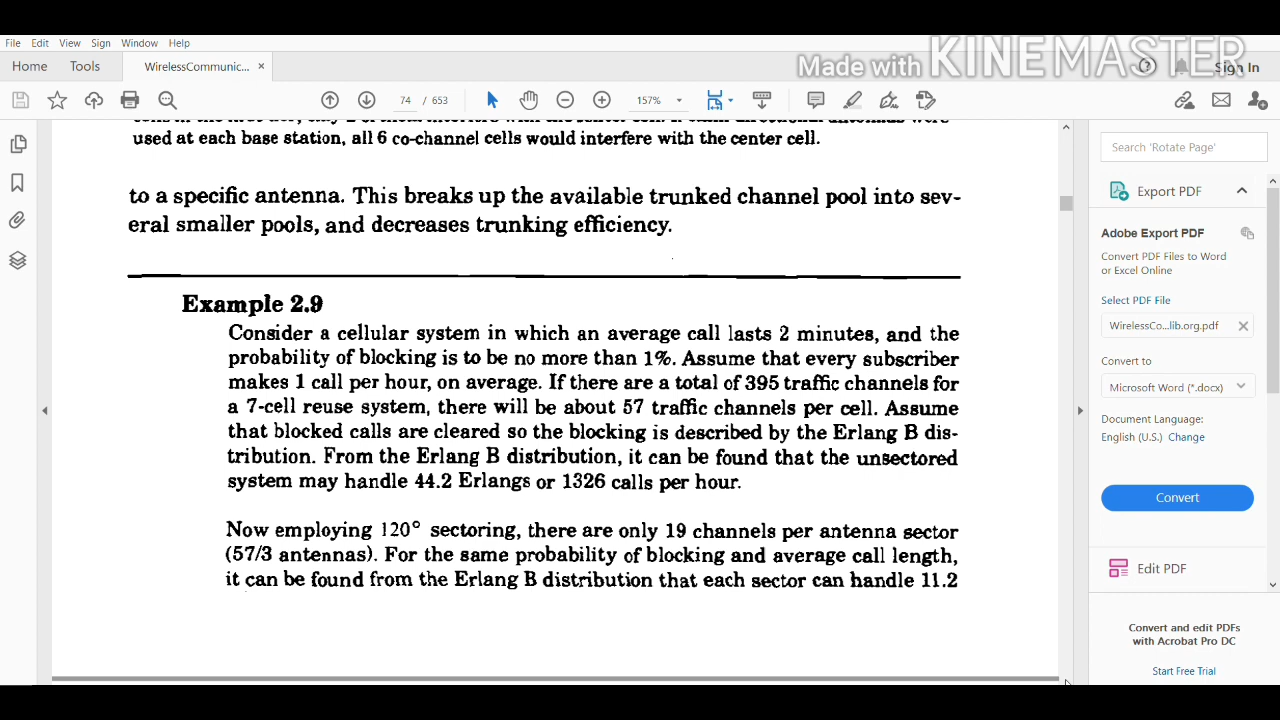 File Edit View Sign Window Help
Made with KINEMASTER
Home Tools WirelessCommunic... × Sign In
74 / 653 157%
used at each base station, all 6 co-channel cells would interfere with the center cell.
to a specific antenna. This breaks up the available trunked channel pool into sev-
eral smaller pools, and decreases trunking efficiency.
Example 2.9
Consider a cellular system in which an average call lasts 2 minutes, and the
probability of blocking is to be no more than 1%. Assume that every subscriber
makes 1 call per hour, on average. If there are a total of 395 traffic channels for
a 7-cell reuse system, there will be about 57 traffic channels per cell. Assume
that blocked calls are cleared so the blocking is described by the Erlang B dis-
tribution. From the Erlang B distribution, it can be found that the unsectored
system may handle 44.2 Erlangs or 1326 calls per hour.
Now employing 120° sectoring, there are only 19 channels per antenna sector
(57/3 antennas). For the same probability of blocking and average call length,
it can be found from the Erlang B distribution that each sector can handle 11.2
Search 'Rotate Page'
Export PDF
Adobe Export PDF
Convert PDF Files to Word
or Excel Online
Select PDF File
WirelessCo...lib.org.pdf
Convert to
Microsoft Word (*.docx)
Document Language:
English (U.S.) Change
Convert
Edit PDF
Convert and edit PDFs
with Acrobat Pro DC
Start Free Trial